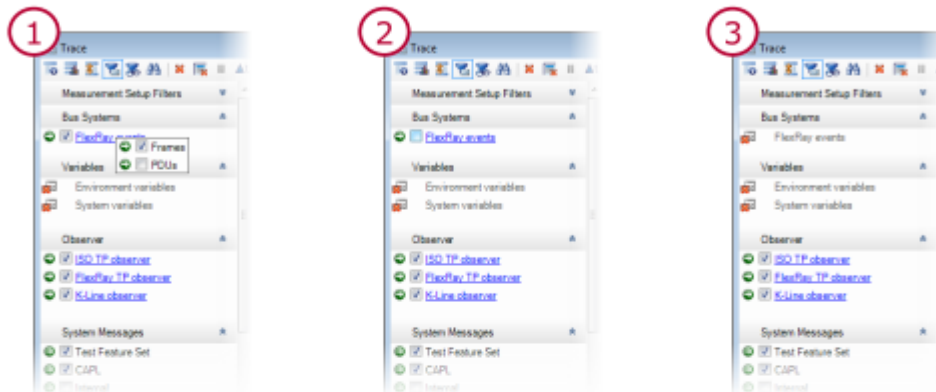 1
Trace
Measurement Setup Filters
Bus Systems
FlexRay events
Frames
PDUs
Variables
Environment variables
System variables
Observer
ISO TP observer
FlexRay TP observer
K-Line observer
System Messages
Test Feature Set
CAPL
Internal
2
Trace
Measurement Setup Filters
Bus Systems
FlexRay events
Variables
Environment variables
System variables
Observer
ISO TP observer
FlexRay TP observer
K-Line observer
System Messages
Test Feature Set
CAPL
Internal
3
Trace
Measurement Setup Filters
Bus Systems
FlexRay events
Variables
Environment variables
System variables
Observer
ISO TP observer
FlexRay TP observer
K-Line observer
System Messages
Test Feature Set
CAPL
Internal